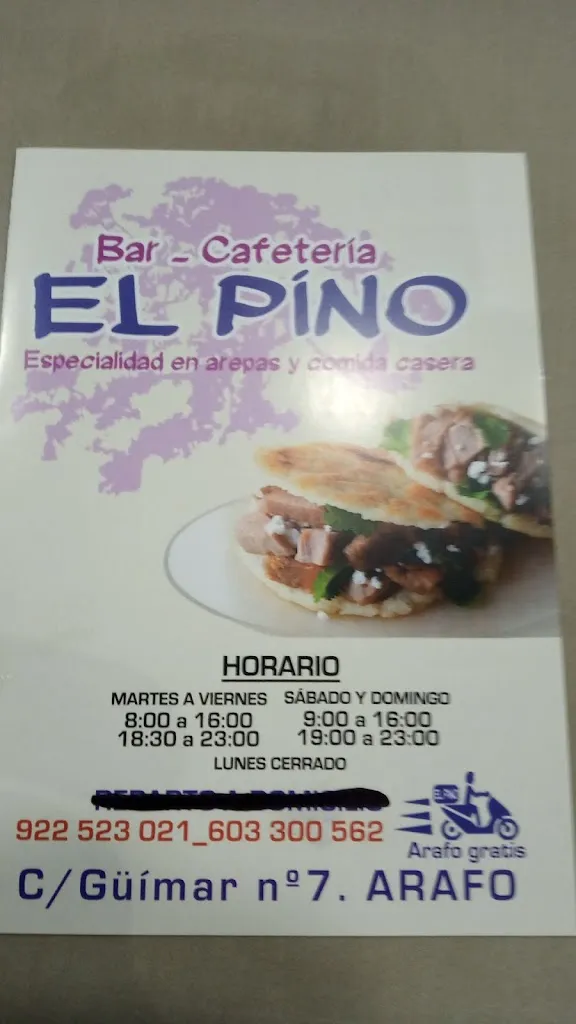 Bar - Cafetería
EL PíNO
Especialidad en arepas y comida casera
HORARIO
MARTES A VIERNES SÁBADO Y DOMINGO
8:00 a 16:00 9:00 a 16:00
18:30 a 23:00 19:00 a 23:00
LUNES CERRADO
922 523 021_603 300 562
Arafo gratis
C/Güímar nº7. ARAFO